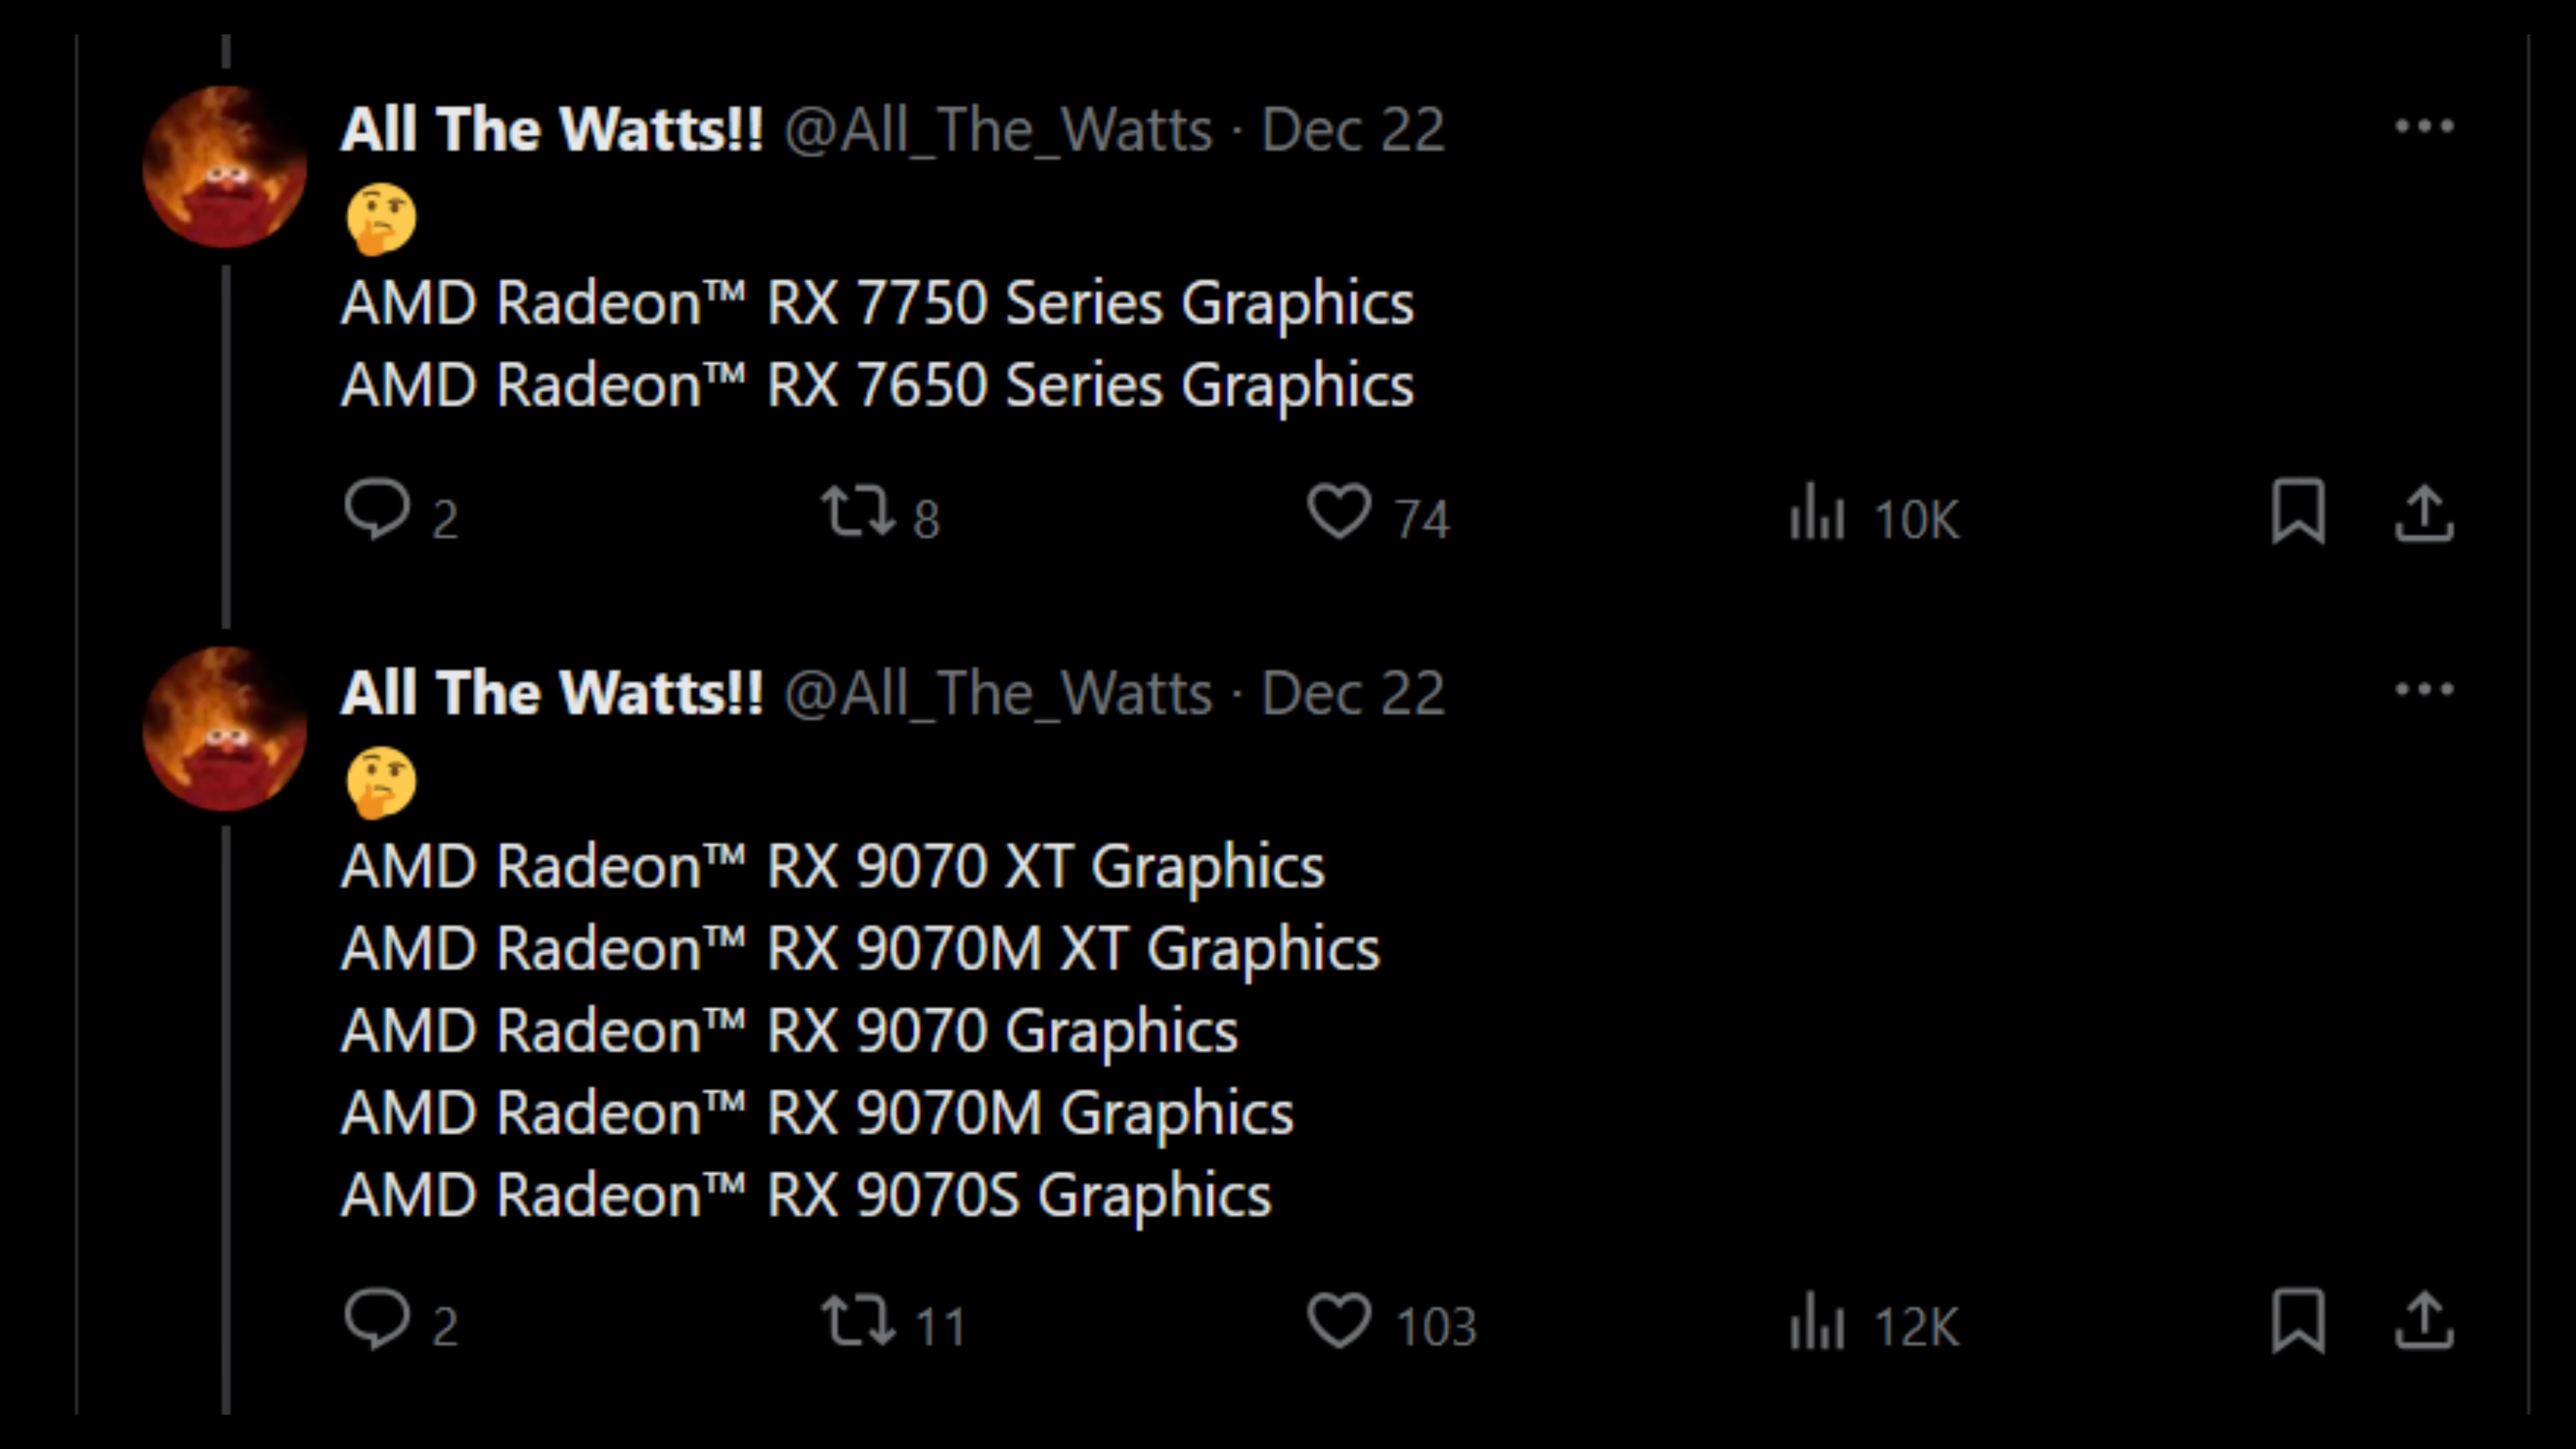 All The Watts!! @All_The_Watts · Dec 22
🤔
AMD Radeon™ RX 7750 Series Graphics
AMD Radeon™ RX 7650 Series Graphics
2 8 74 10K
All The Watts!! @All_The_Watts · Dec 22
🤔
AMD Radeon™ RX 9070 XT Graphics
AMD Radeon™ RX 9070M XT Graphics
AMD Radeon™ RX 9070 Graphics
AMD Radeon™ RX 9070M Graphics
AMD Radeon™ RX 9070S Graphics
2 11 103 12K